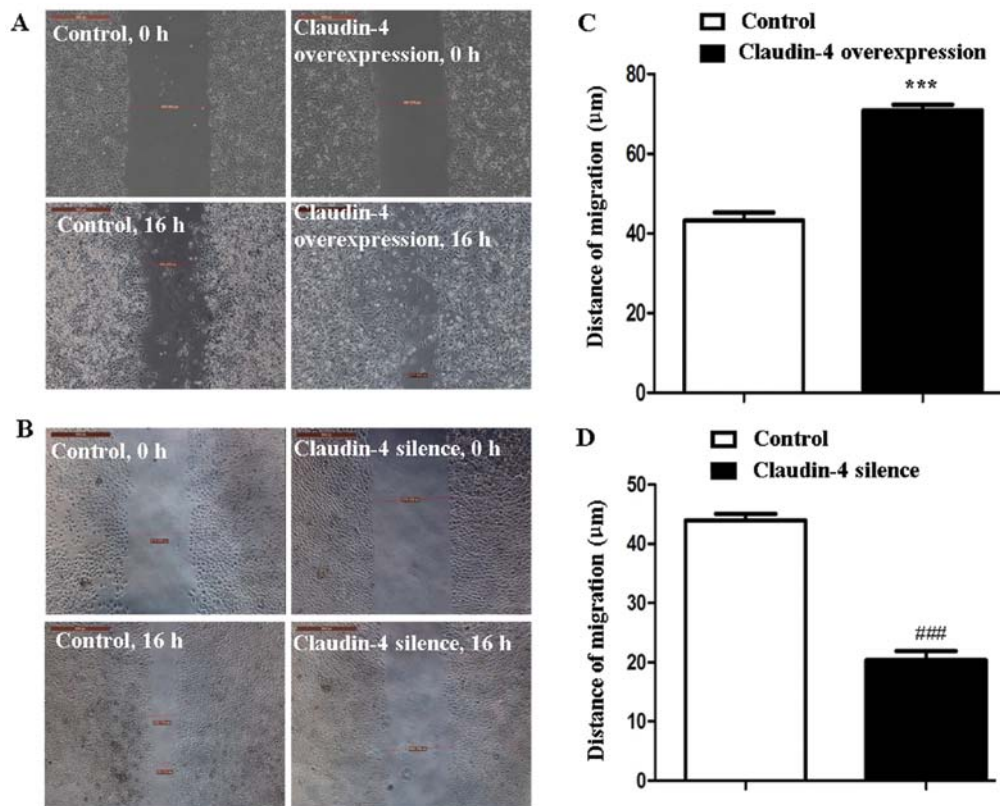 A
Control, 0 h
Claudin-4
overexpression, 0 h
Control, 16 h
Claudin-4
overexpression, 16 h
B
Control, 0 h
Claudin-4 silence, 0 h
Control, 16 h
Claudin-4 silence, 16 h
C
Control
Claudin-4 overexpression
Distance of migration (μm)
80
60
40
20
0
***
D
Control
Claudin-4 silence
Distance of migration (μm)
50
40
30
20
10
0
###